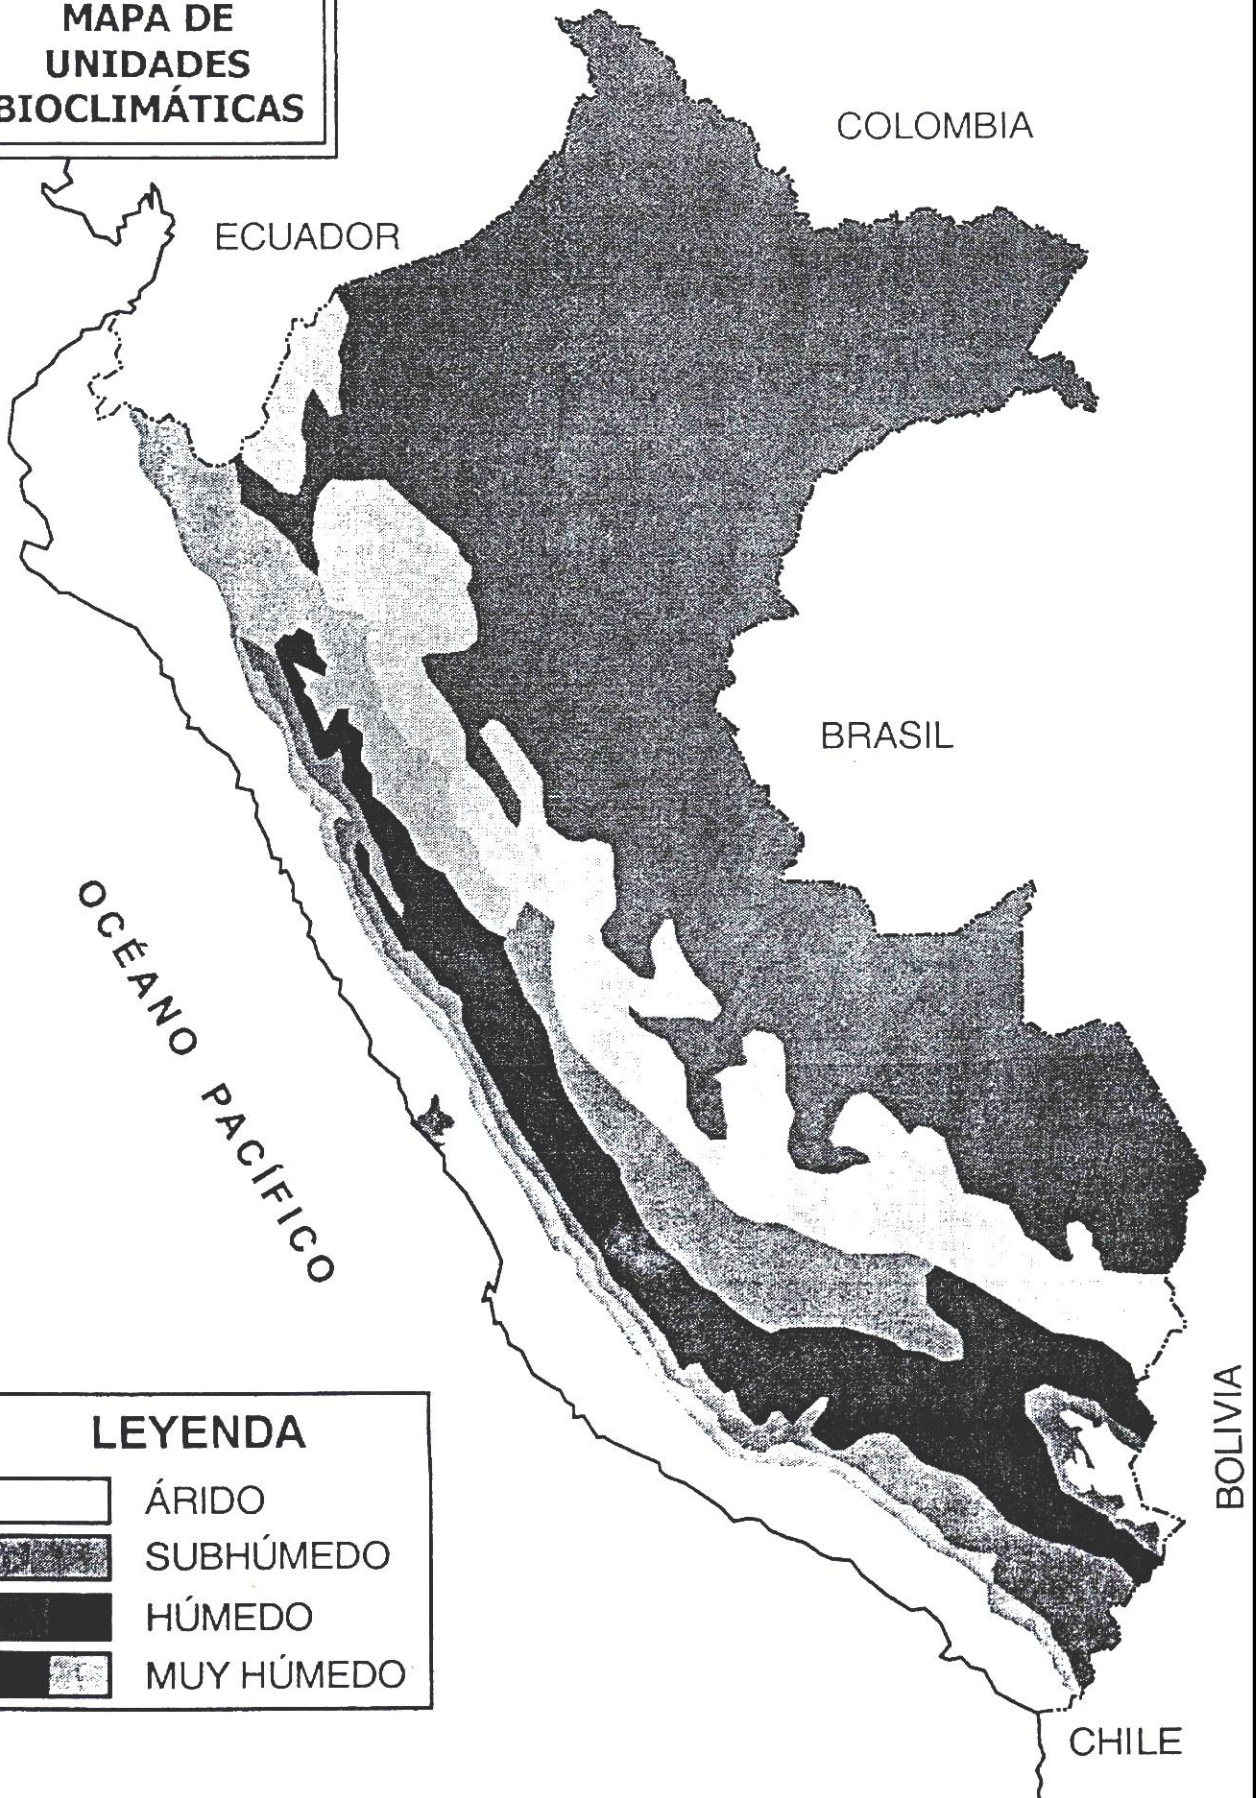 MAPA DE
UNIDADES
BIOCLIMÁTICAS
COLOMBIA
ECUADOR
BRASIL
OCÉANO PACÍFICO
BOLIVIA
LEYENDA
ÁRIDO
SUBHÚMEDO
HÚMEDO
MUY HÚMEDO
CHILE